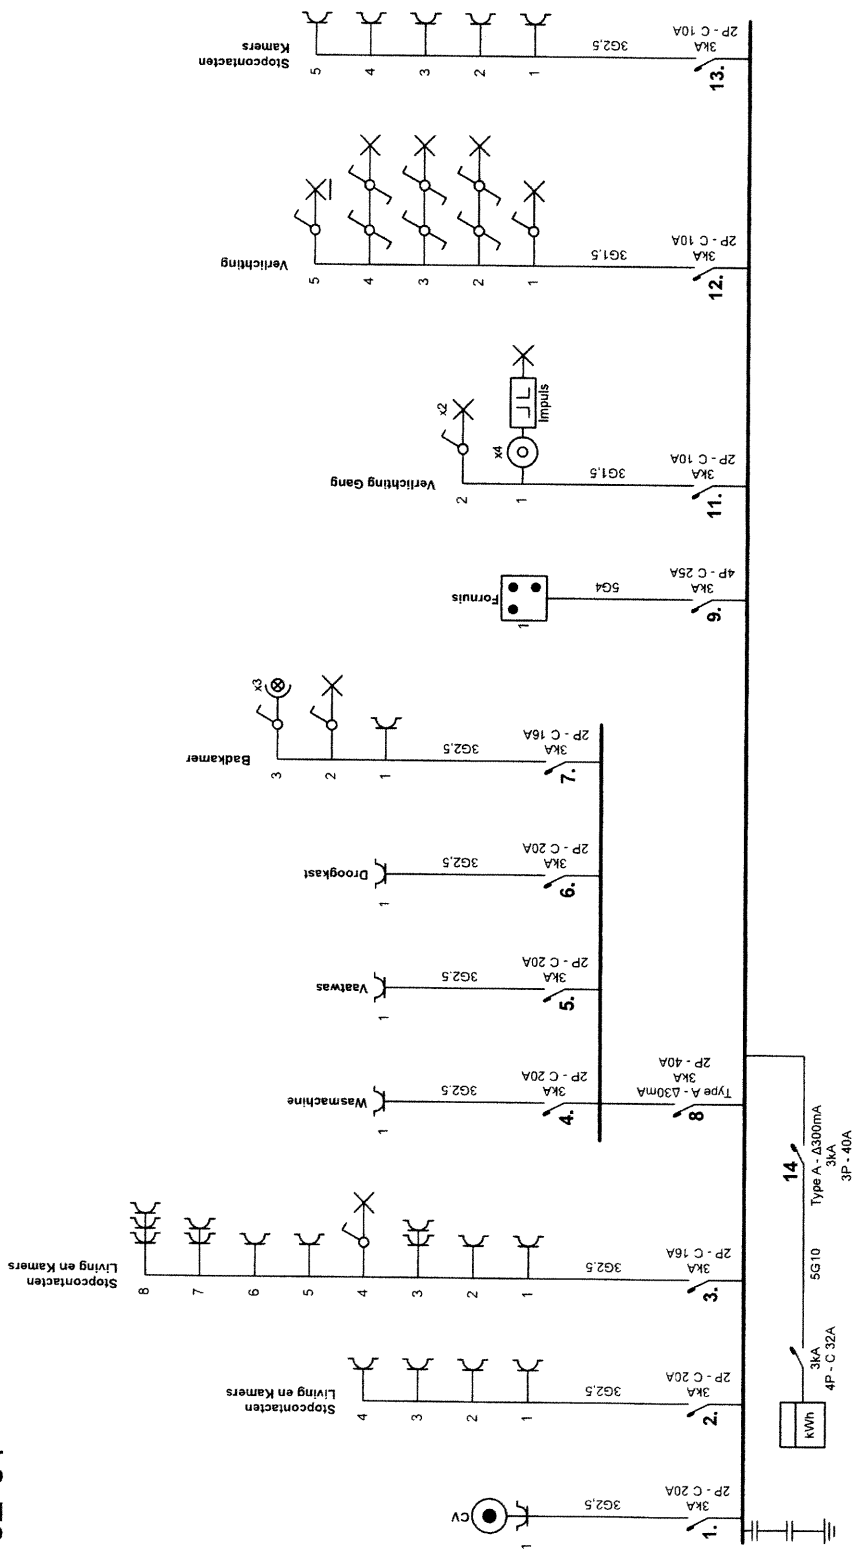 Stopcontacten
Kamers
5
4
3
2
1
3G2,5
2P - C 10A
3kA
13.
Verlichting
5
4
3
2
1
3G1,5
2P - C 10A
3kA
12.
Verlichting Gang
x2
2
x4
Impuls
1
3G1,5
2P - C 10A
3kA
11.
Fornuis
1
5G4
4P - C 25A
3kA
9.
Badkamer
x3
3
2
1
3G2,5
2P - C 16A
3kA
7.
Droogkast
1
3G2,5
2P - C 20A
3kA
6.
Vaatwas
1
3G2.5
2P - C 20A
3kA
5.
Wasmachine
1
3G2.5
2P - C 20A
3kA
4.
2P - 40A
3kA
Type A - Δ30mA
8
14
Type A - Δ300mA
3kA
3P - 40A
5G10
3kA
4P - C 32A
kWh
Stopcontacten
Living en Kamers
8
7
6
5
4
3
2
1
3G2.5
2P - C 16A
3kA
3.
Stopcontacten
Living en Kamers
4
3
2
1
3G2,5
2P - C 20A
3kA
2.
CV
1
3G2,5
2P - C 20A
3kA
1.